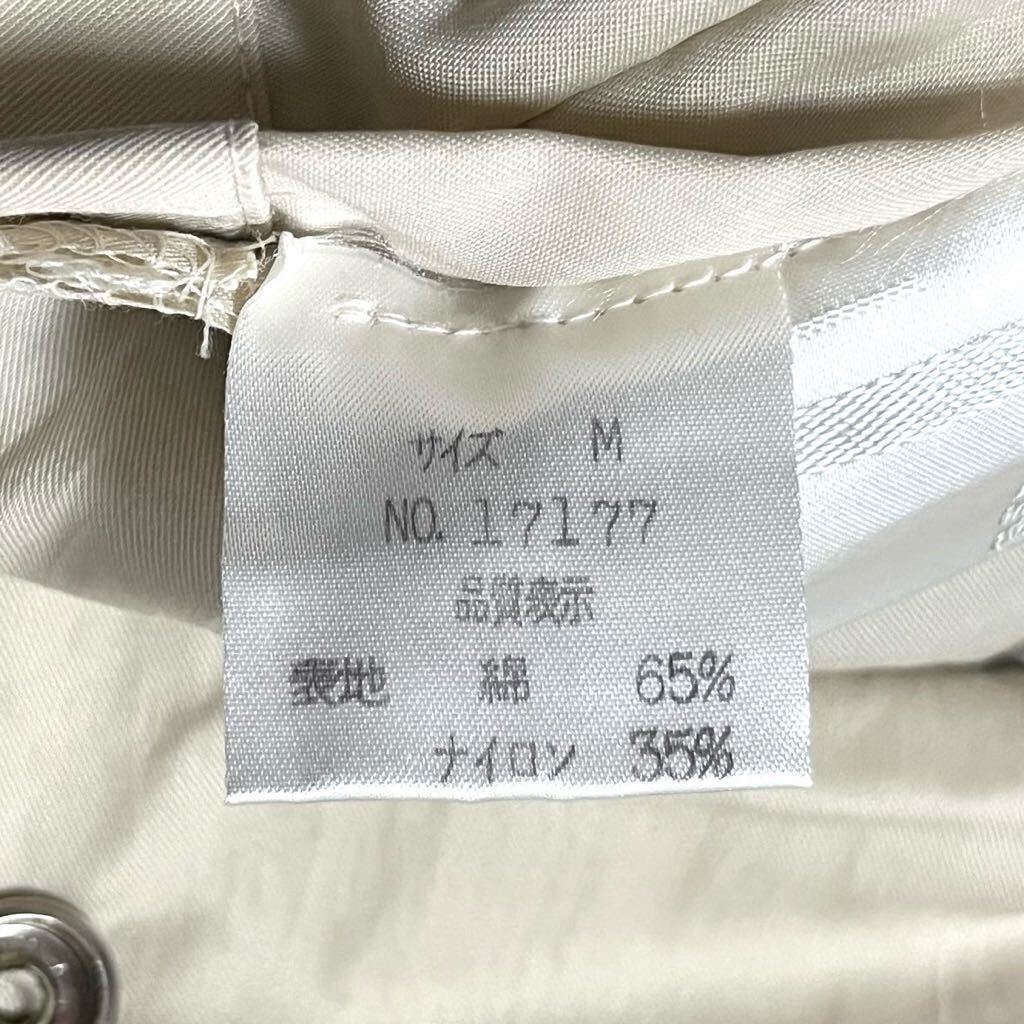 サイズ M
NO. 17177
品質表示
表地 綿 65%
ナイロン 35%